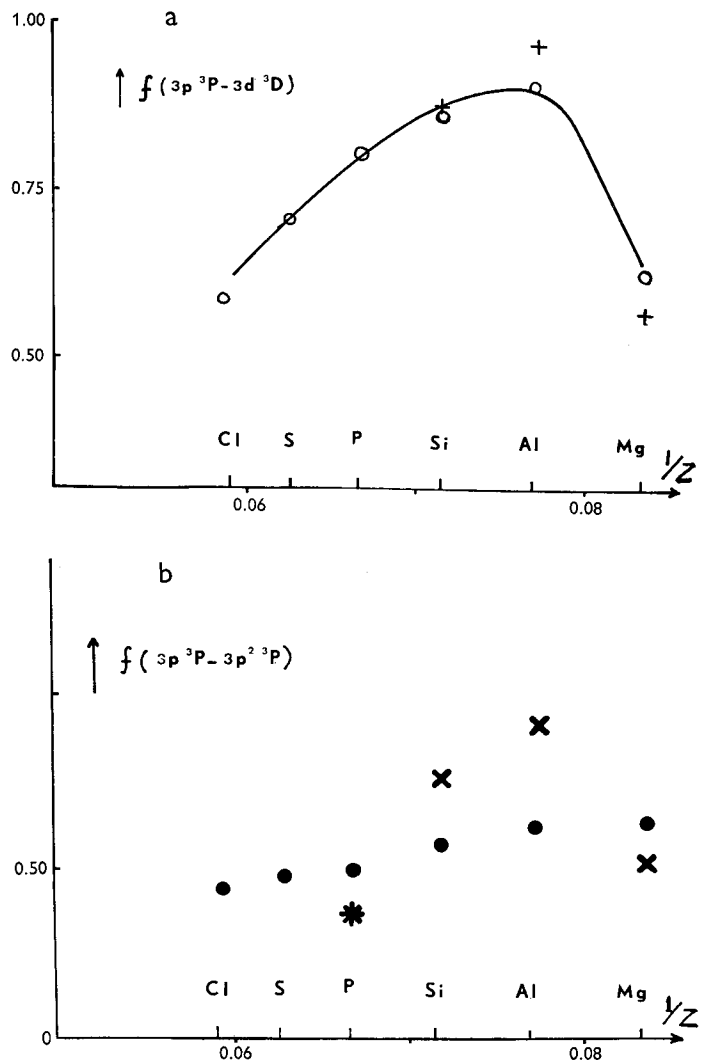 a
1.00
↑ f (3p ³P-3d ³D)
0.75
0.50
Cl S P Si Al Mg 1/Z
0.06 0.08
b
↑ f ( 3p ³P- 3p² ³P)
0.50
Cl S P Si Al Mg 1/Z
0
0.06 0.08